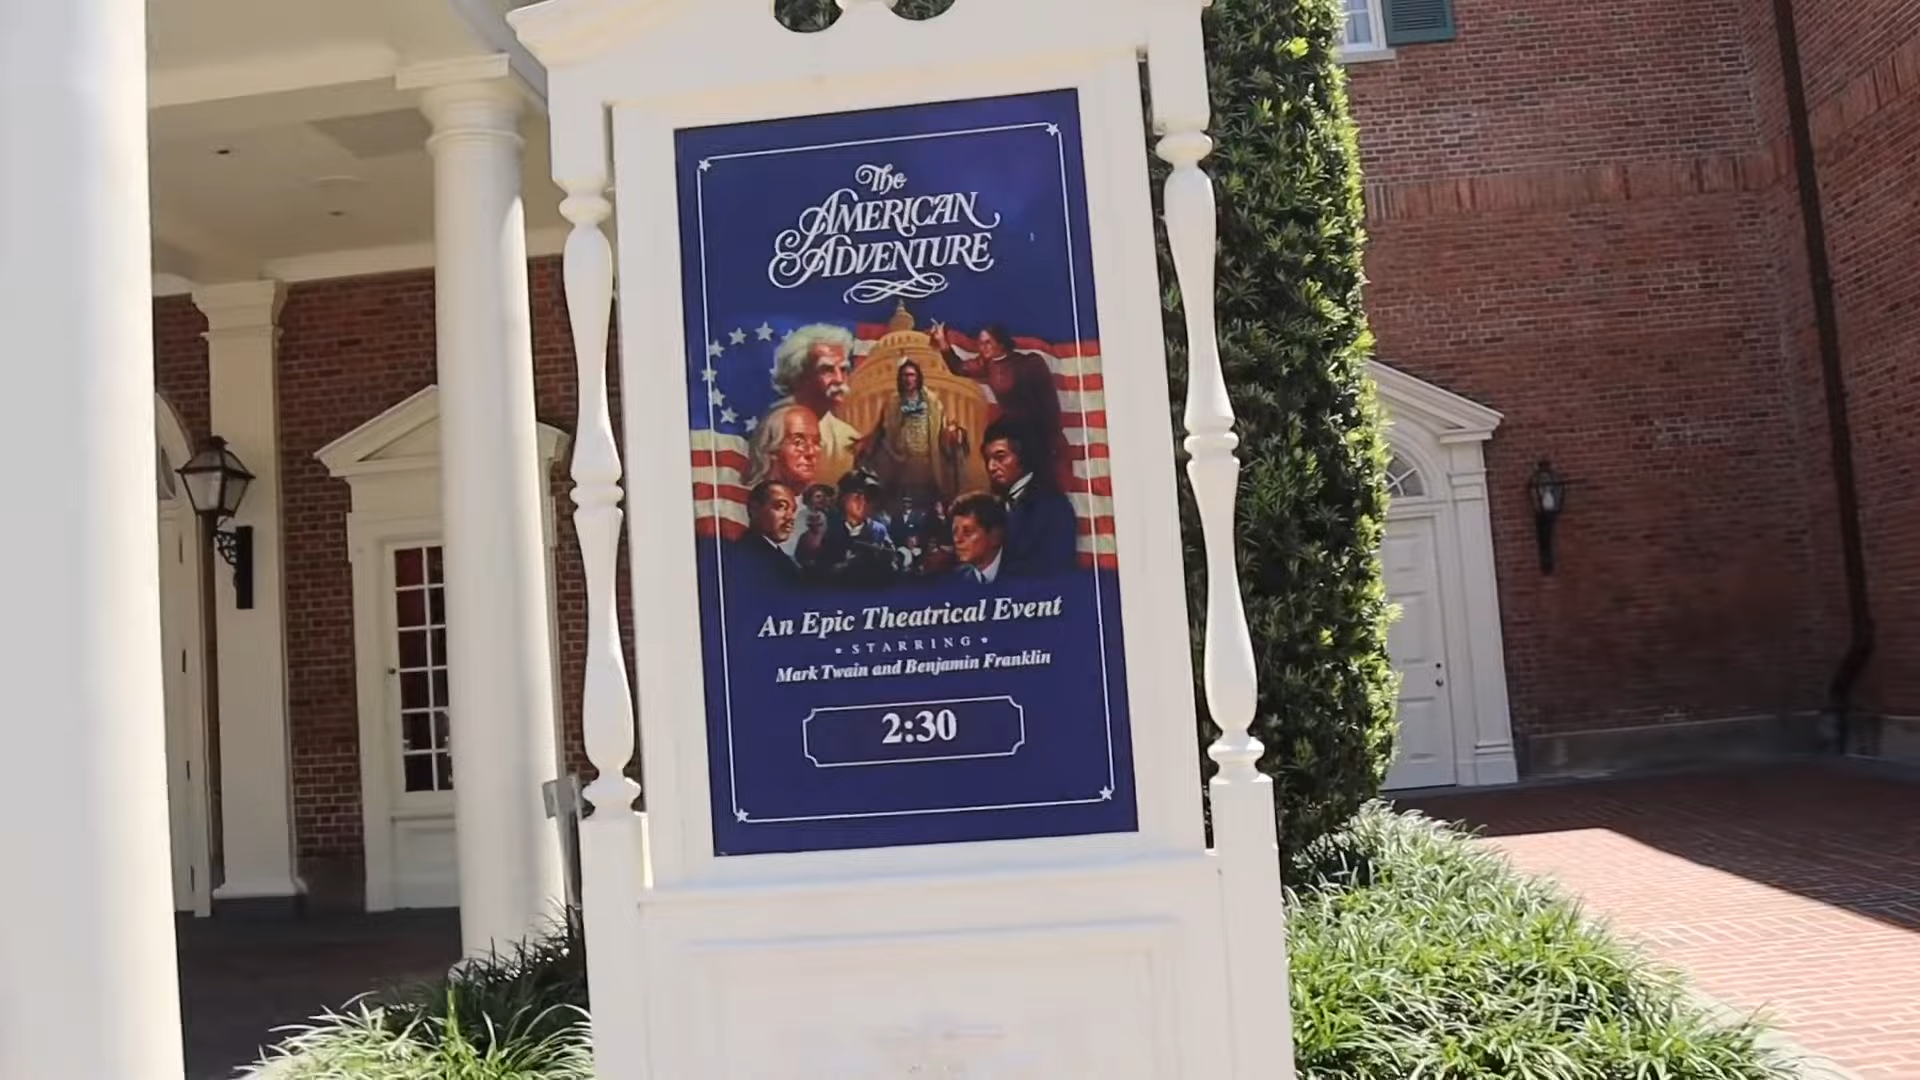 The
AMERICAN
ADVENTURE
An Epic Theatrical Event
• STARRING •
Mark Twain and Benjamin Franklin
2:30